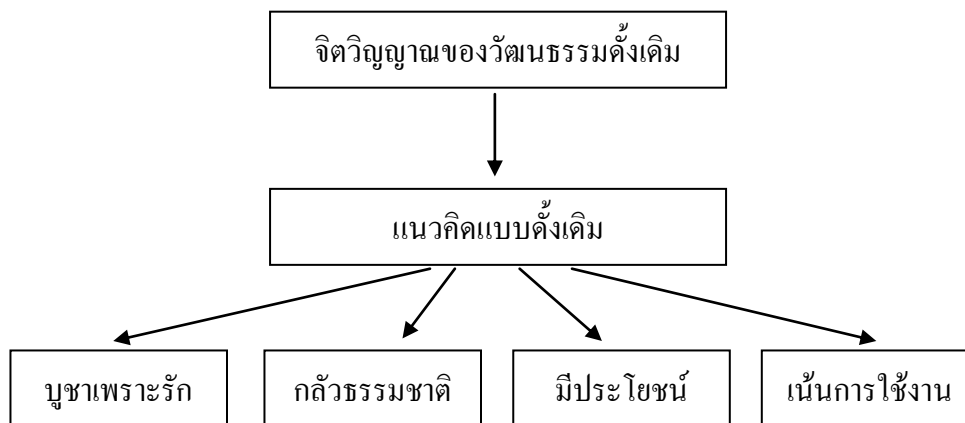 จิตวิญญาณของวัฒนธรรมดั้งเดิม
แนวคิดแบบดั้งเดิม
บูชาเพราะรัก
กลัวธรรมชาติ
มีประโยชน์
เน้นการใช้งาน